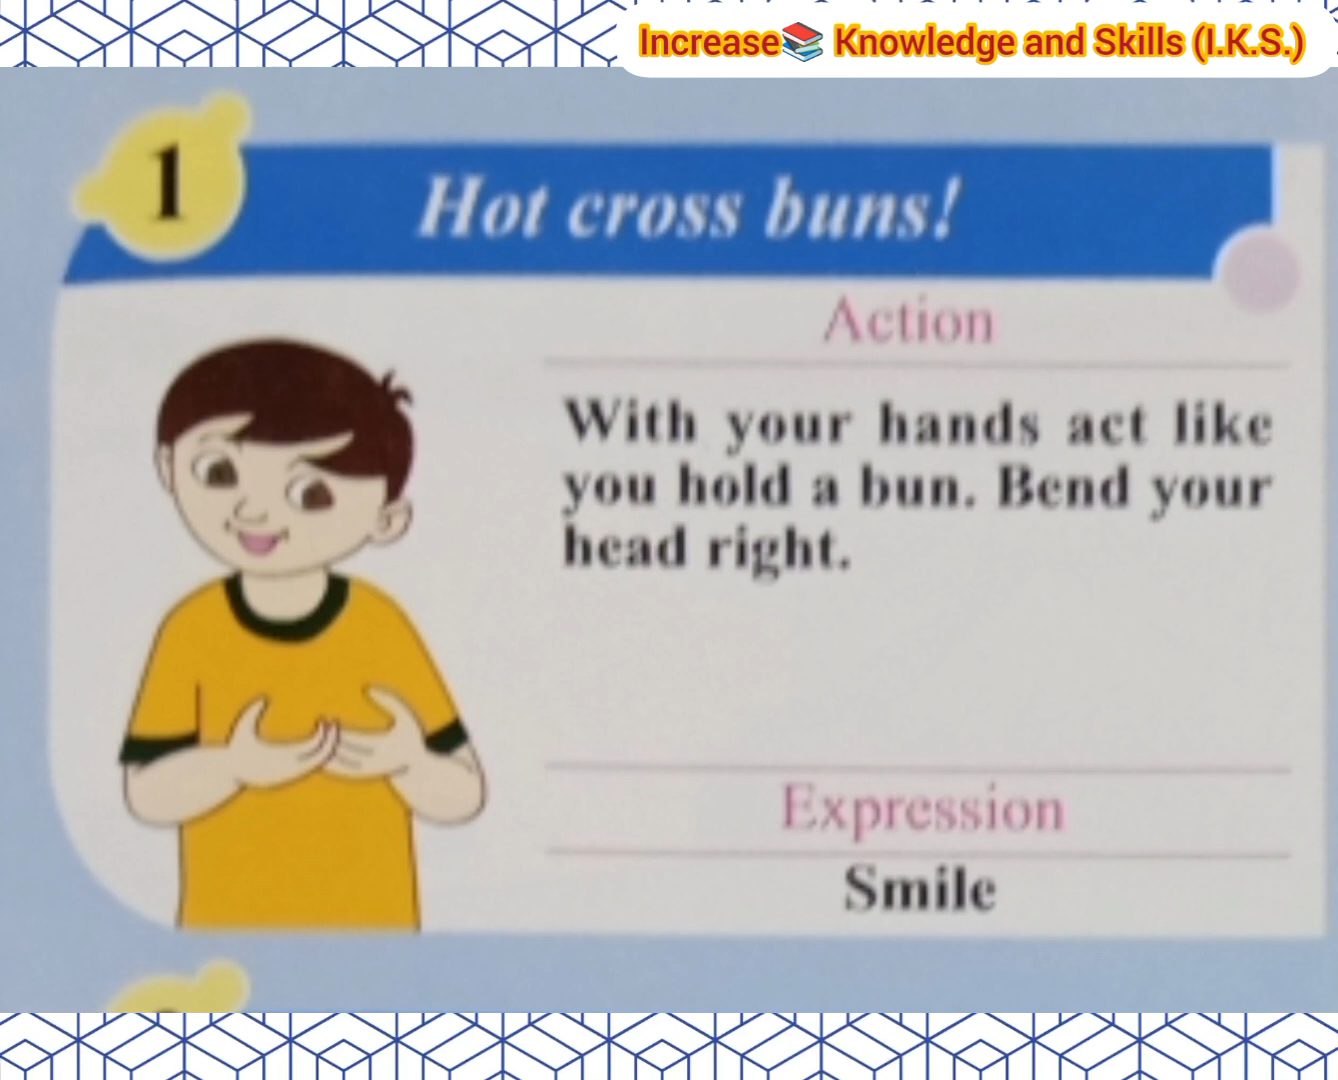 Increase📚 Knowledge and Skills (I.K.S.)
1
Hot cross buns!
Action
With your hands act like
you hold a bun. Bend your
head right.
Expression
Smile